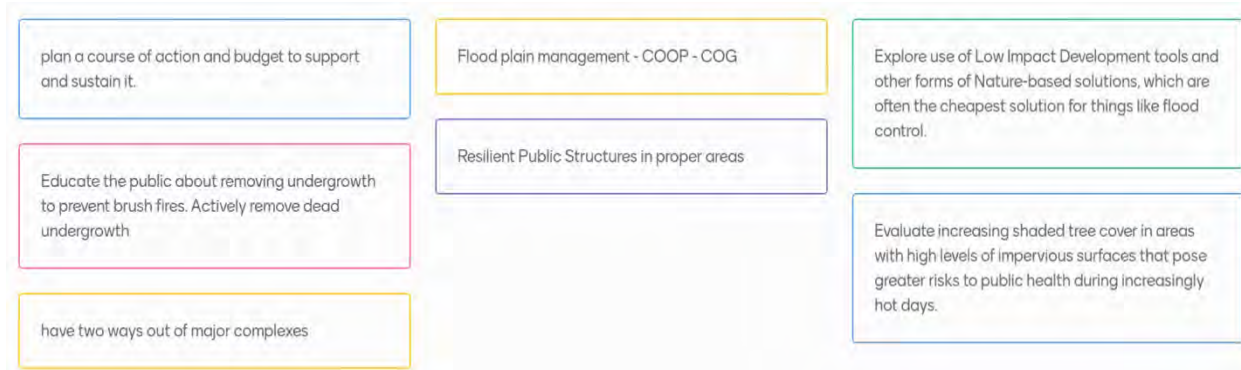 plan a course of action and budget to support
and sustain it.
Educate the public about removing undergrowth
to prevent brush fires. Actively remove dead
undergrowth
have two ways out of major complexes
Flood plain management - COOP - COG
Resilient Public Structures in proper areas
Explore use of Low Impact Development tools and
other forms of Nature-based solutions, which are
often the cheapest solution for things like flood
control.
Evaluate increasing shaded tree cover in areas
with high levels of impervious surfaces that pose
greater risks to public health during increasingly
hot days.